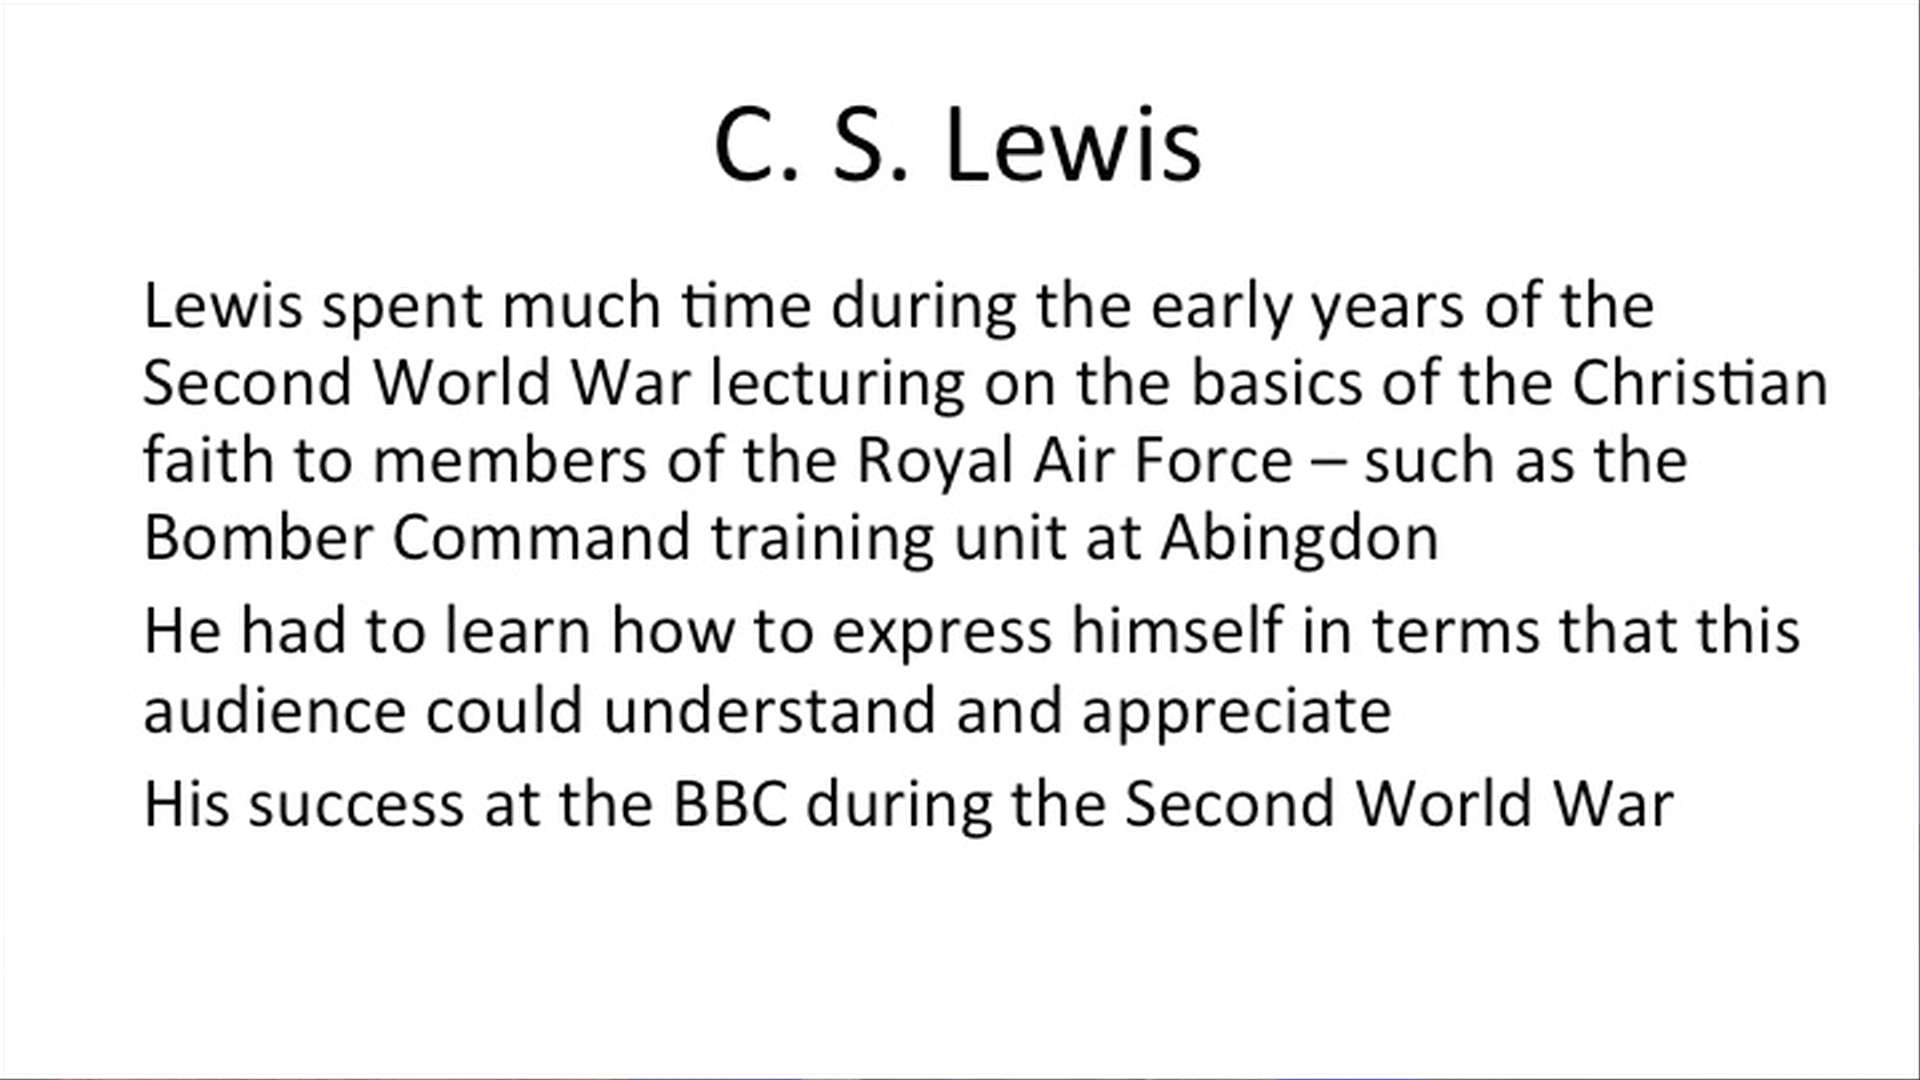 C. S. Lewis
Lewis spent much time during the early years of the
Second World War lecturing on the basics of the Christian
faith to members of the Royal Air Force – such as the
Bomber Command training unit at Abingdon
He had to learn how to express himself in terms that this
audience could understand and appreciate
His success at the BBC during the Second World War